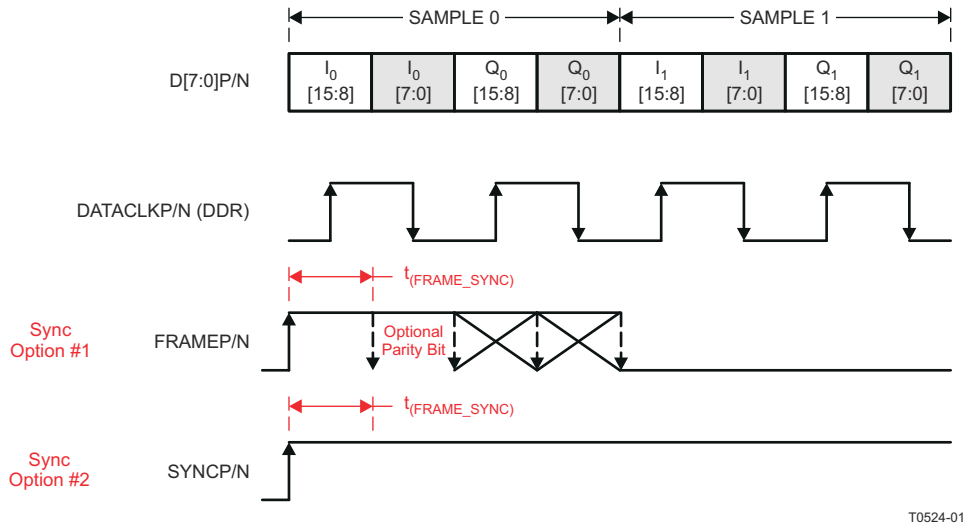 SAMPLE 0
SAMPLE 1
D[7:0]P/N
I0 [15:8]
I0 [7:0]
Q0 [15:8]
Q0 [7:0]
I1 [15:8]
I1 [7:0]
Q1 [15:8]
Q1 [7:0]
DATACLKP/N (DDR)
t(FRAME_SYNC)
Sync
Option #1
FRAMEP/N
Optional
Parity Bit
t(FRAME_SYNC)
Sync
Option #2
SYNCP/N
T0524-01